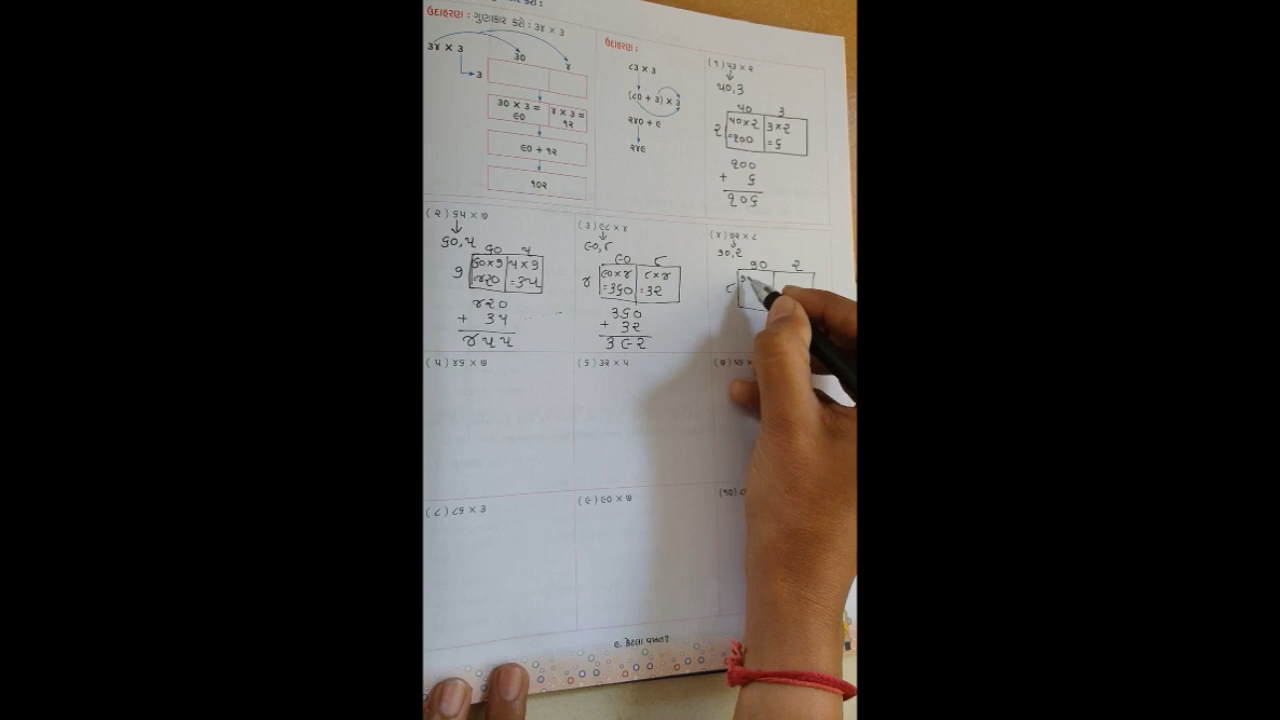 ઉદાહરણ : ગુણાકાર કરો : ૩૪ × ૩
૩૪ × ૩
૩૦ ૪
૩
૩૦ × ૩ = ૯૦
૪ × ૩ = ૧૨
૯૦ + ૧૨
૧૦૨
ઉદાહરણ :
૮૩ × ૩
(૮૦ + ૩) × ૩
૨૪૦ + ૯
૨૪૯
(૧) ૫૩ × ૨
૫૦,૩
૫૦ ૩
૨ ૫૦×૨ ૩×૨
=૧૦૦ =૬
૧૦૦
+ ૬
૧૦૬
(૨) ૬૫ × ૭
૬૦,૫
૬૦ ૫
૭ ૬૦×૭ ૫×૭
=૪૨૦ =૩૫
૪૨૦
+ ૩૫
૪૫૫
(૩) ૯૮ × ૪
૯૦,૮
૯૦ ૮
૪ ૯૦×૪ ૮×૪
=૩૬૦ =૩૨
૩૬૦
+ ૩૨
૩૯૨
(૪) ૭૨ × ૮
૭૦,૨
૭૦ ૨
૮
(૫) ૪૬ × ૭
(૬) ૩૨ × ૫
(૭)
(૮) ૮૬ × ૩
(૯) ૯૦ × ૭
(૧૦)
૯. કેટલા વખત?